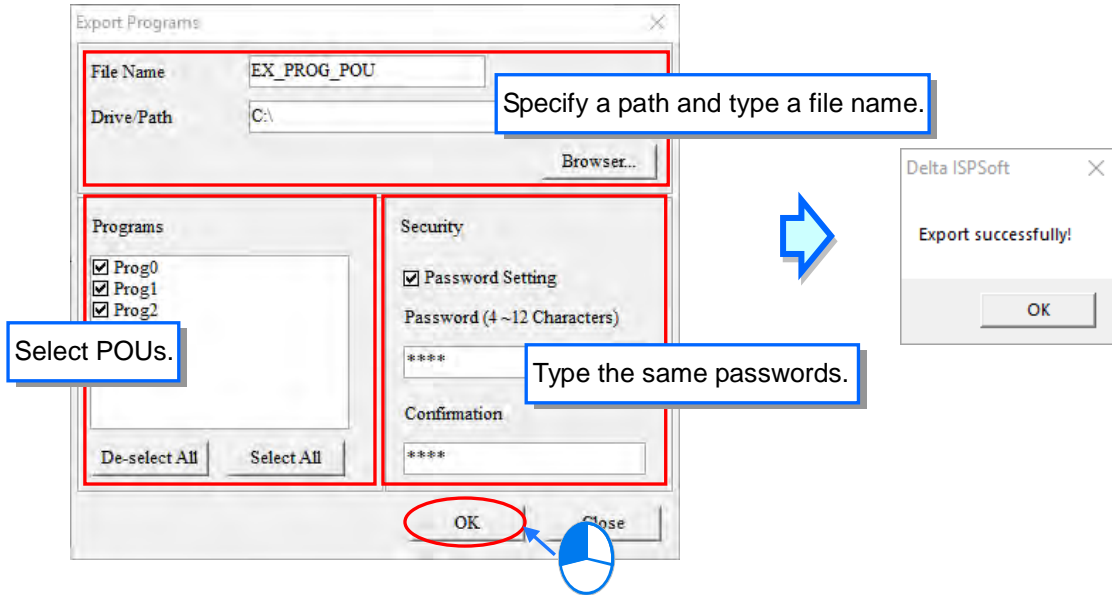 Export Programs
File Name
EX_PROG_POU
Specify a path and type a file name.
Drive/Path
C:\
Browser...
Programs
Prog0
Prog1
Prog2
Select POUs.
De-select All
Select All
Security
Password Setting
Password (4 ~12 Characters)
****
Type the same passwords.
Confirmation
****
OK
Close
Delta ISPSoft
Export successfully!
OK